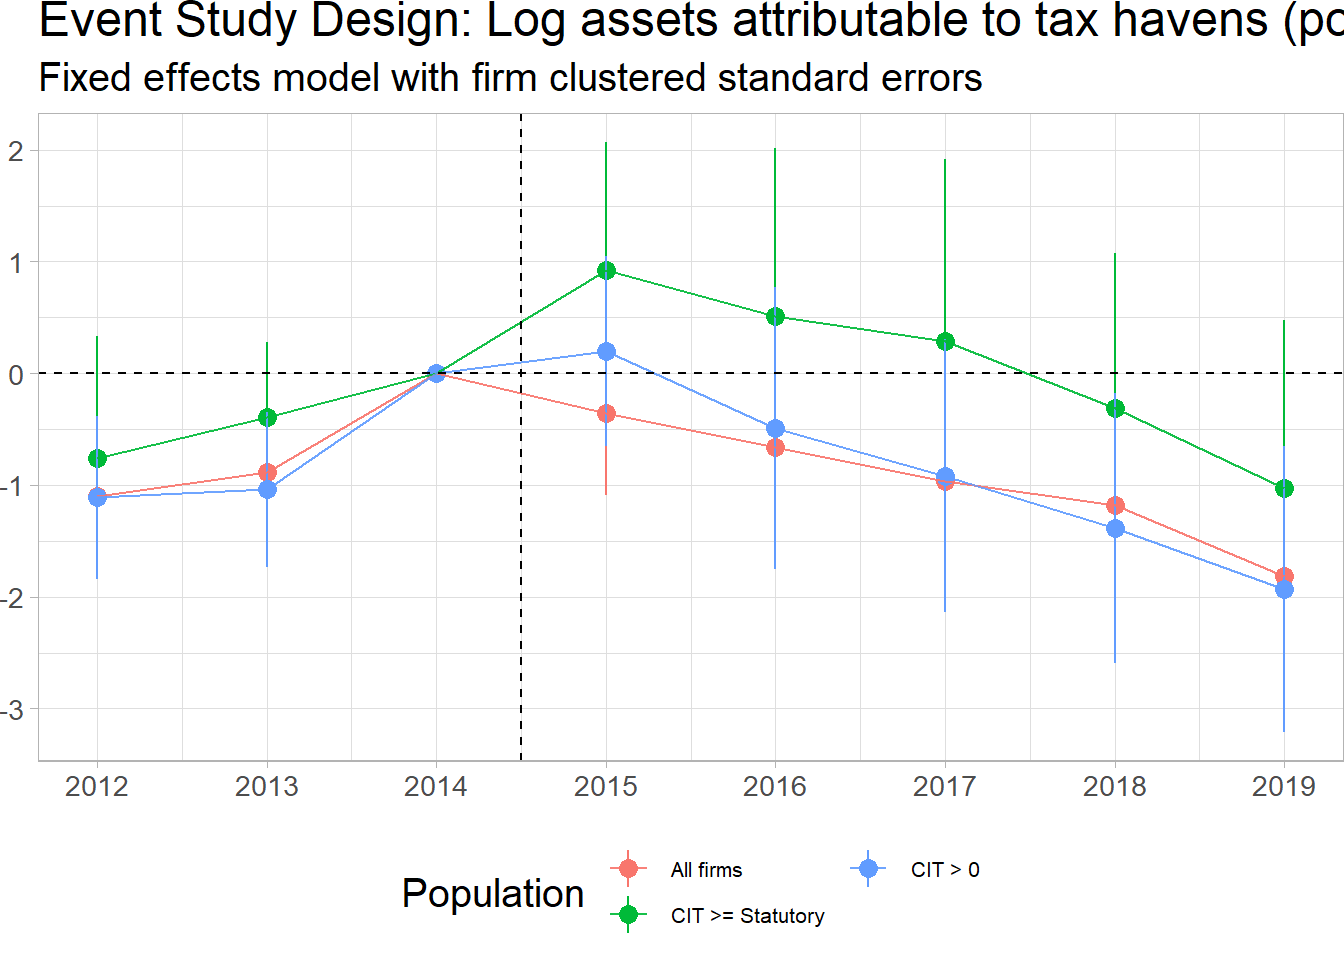 Event Study Design: Log assets attributable to tax havens (po
Fixed effects model with firm clustered standard errors
2
1
0
-1
-2
-3
2012 2013 2014 2015 2016 2017 2018 2019
Population
All firms
CIT > 0
CIT >= Statutory